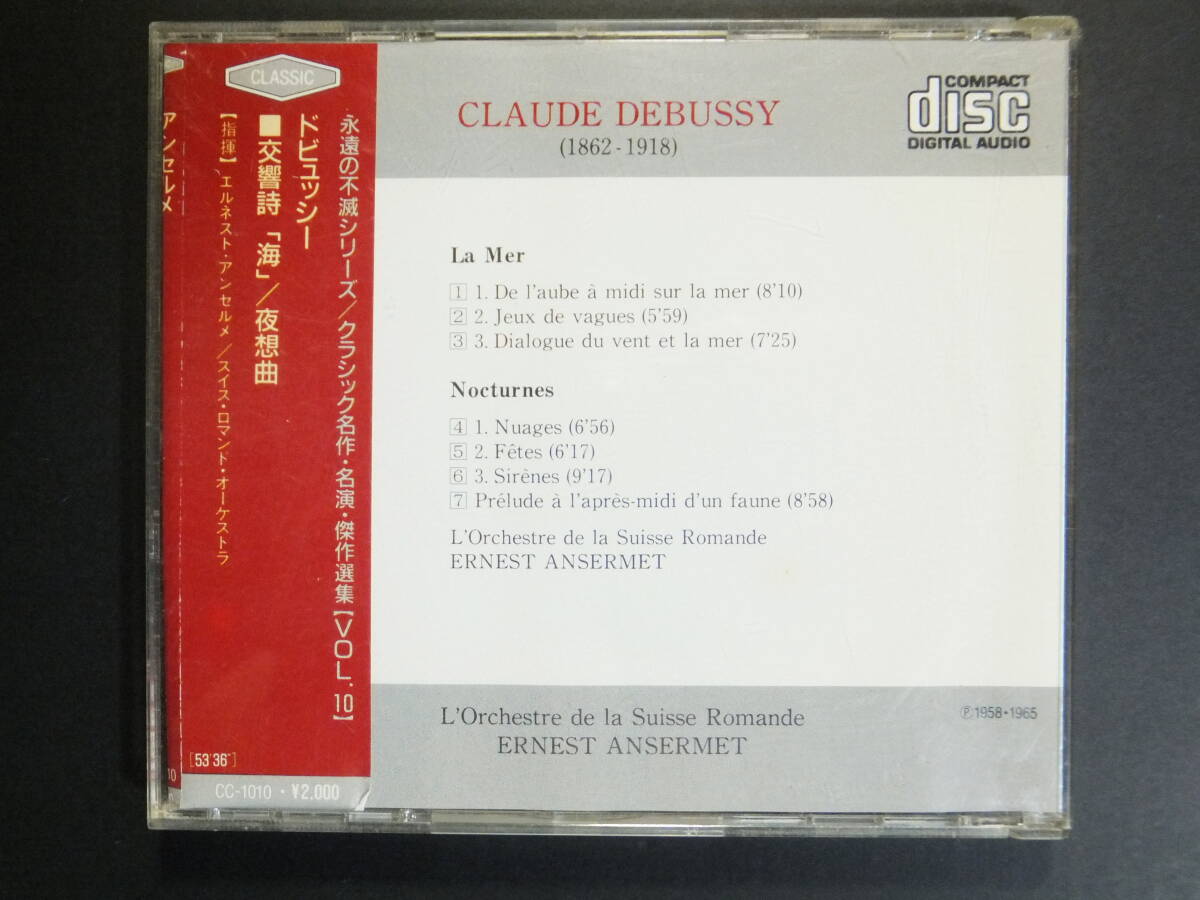 CLASSIC
永遠の不滅シリーズ／クラシック名作・名演・傑作選集【VOL.10】
ドビュッシー
■交響詩「海」／夜想曲
【指揮】エルネスト・アンセルメ／スイス・ロマンド・オーケストラ
[53'36"]
CC-1010・¥2,000
アンセルメ
10
CLAUDE DEBUSSY
(1862-1918)
COMPACT
disc
DIGITAL AUDIO
La Mer
1 1. De l'aube à midi sur la mer (8'10)
2 2. Jeux de vagues (5'59)
3 3. Dialogue du vent et la mer (7'25)
Nocturnes
4 1. Nuages (6'56)
5 2. Fêtes (6'17)
6 3. Sirènes (9'17)
7 Prélude à l'après-midi d'un faune (8'58)
L'Orchestre de la Suisse Romande
ERNEST ANSERMET
L'Orchestre de la Suisse Romande
ERNEST ANSERMET
℗1958・1965